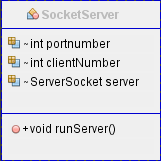 SocketServer
~int portnumber
~int clientNumber
~ServerSocket server
+void runServer()